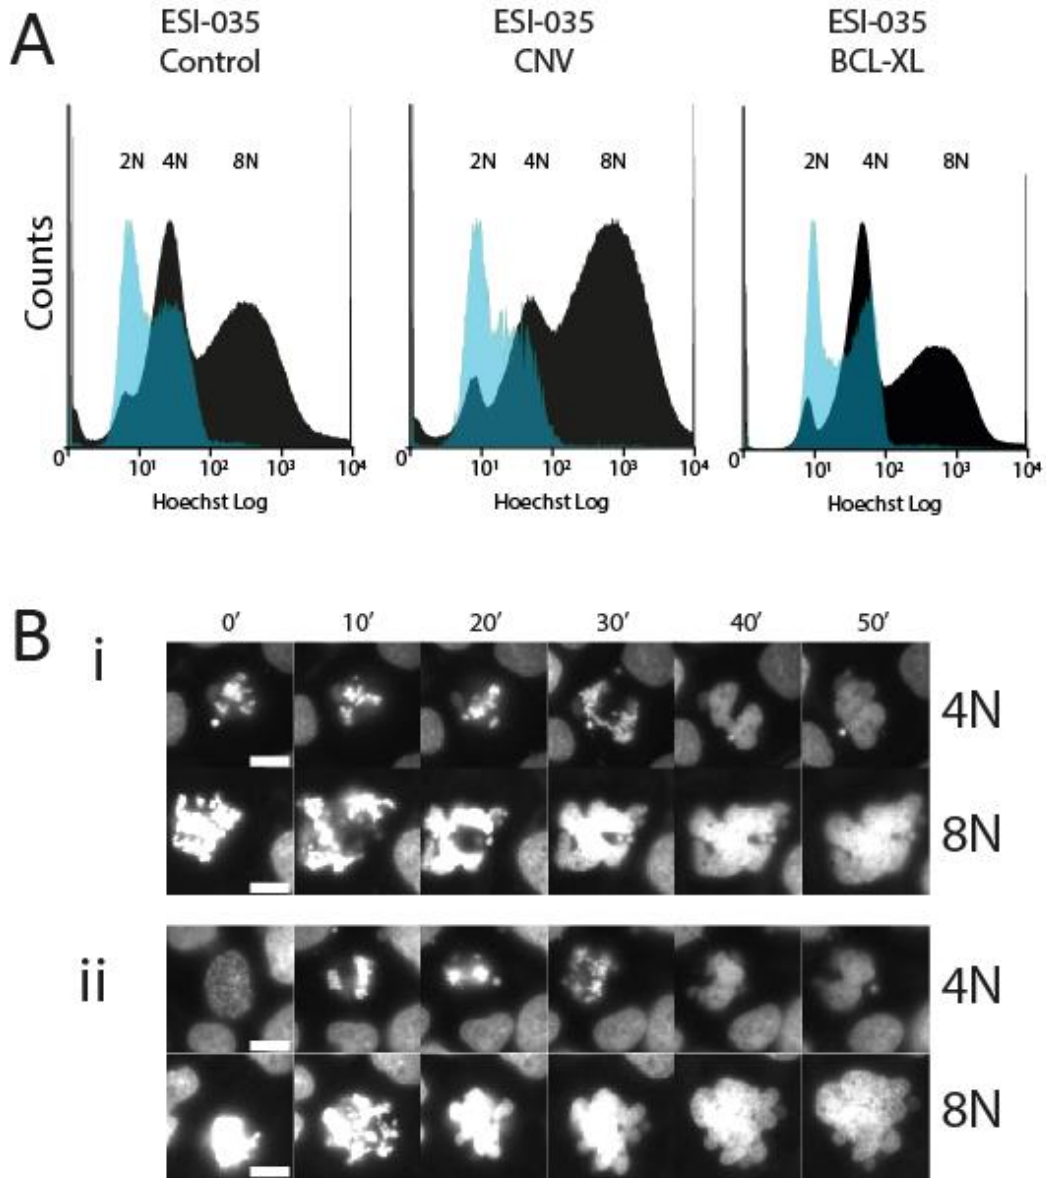 A
ESI-035
Control
ESI-035
CNV
ESI-035
BCL-XL
2N 4N 8N
2N 4N 8N
2N 4N 8N
Counts
0 10¹ 10² 10³ 10⁴
0 10¹ 10² 10³ 10⁴
0 10¹ 10² 10³ 10⁴
Hoechst Log
Hoechst Log
Hoechst Log
B
i
0’ 10’ 20’ 30’ 40’ 50’
4N
8N
ii
4N
8N